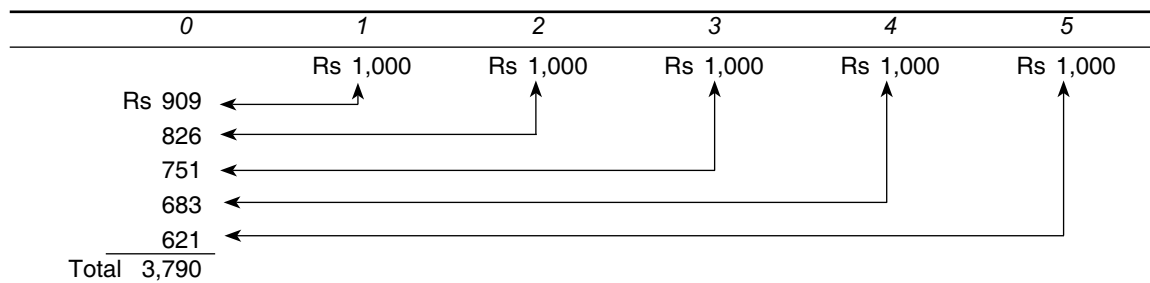 0 1 2 3 4 5
Rs 1,000 Rs 1,000 Rs 1,000 Rs 1,000 Rs 1,000
Rs 909
826
751
683
621
Total 3,790